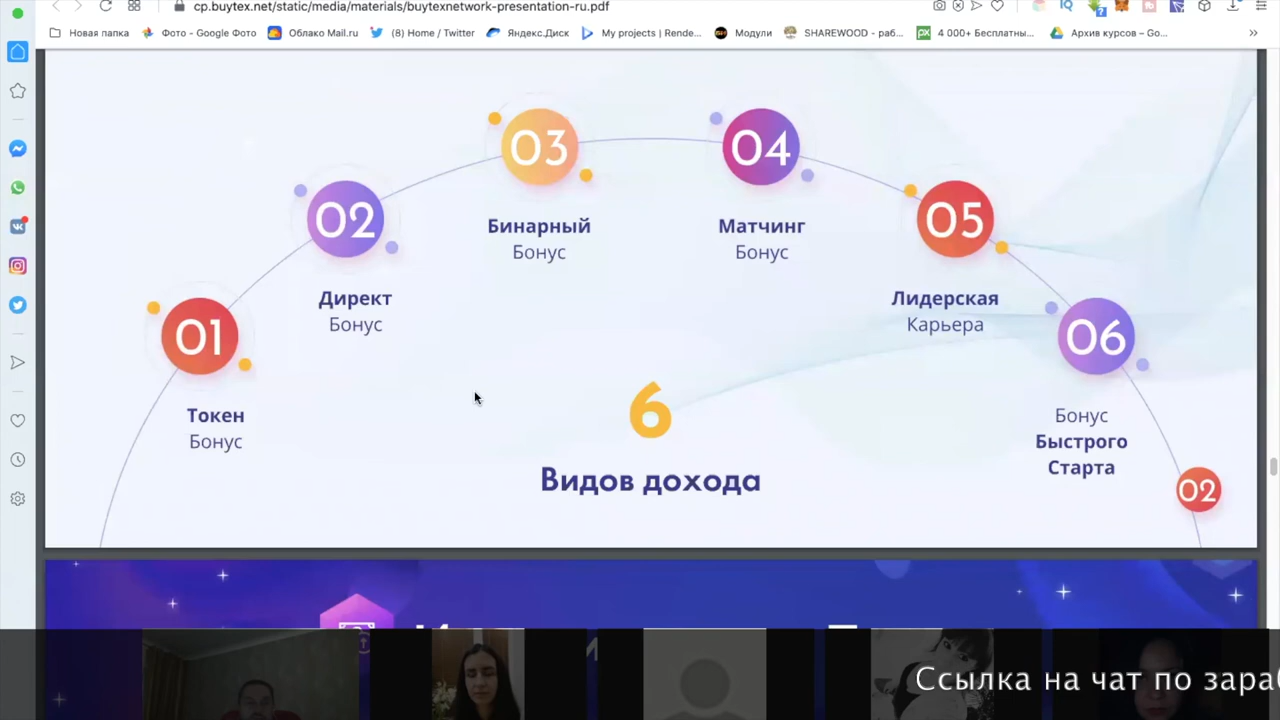 cp.buytex.net/static/media/materials/buytexnetwork-presentation-ru.pdf
Новая папка
Фото - Google Фото
Облако Mail.ru
(8) Home / Twitter
Яндекс.Диск
My projects | Rende...
Модули
SHAREWOOD - раб...
4 000+ Бесплатны...
Архив курсов – Go...
01
Токен
Бонус
02
Директ
Бонус
03
Бинарный
Бонус
04
Матчинг
Бонус
05
Лидерская
Карьера
06
Бонус
Быстрого
Старта
6
Видов дохода
02
Ссылка на чат по зараб